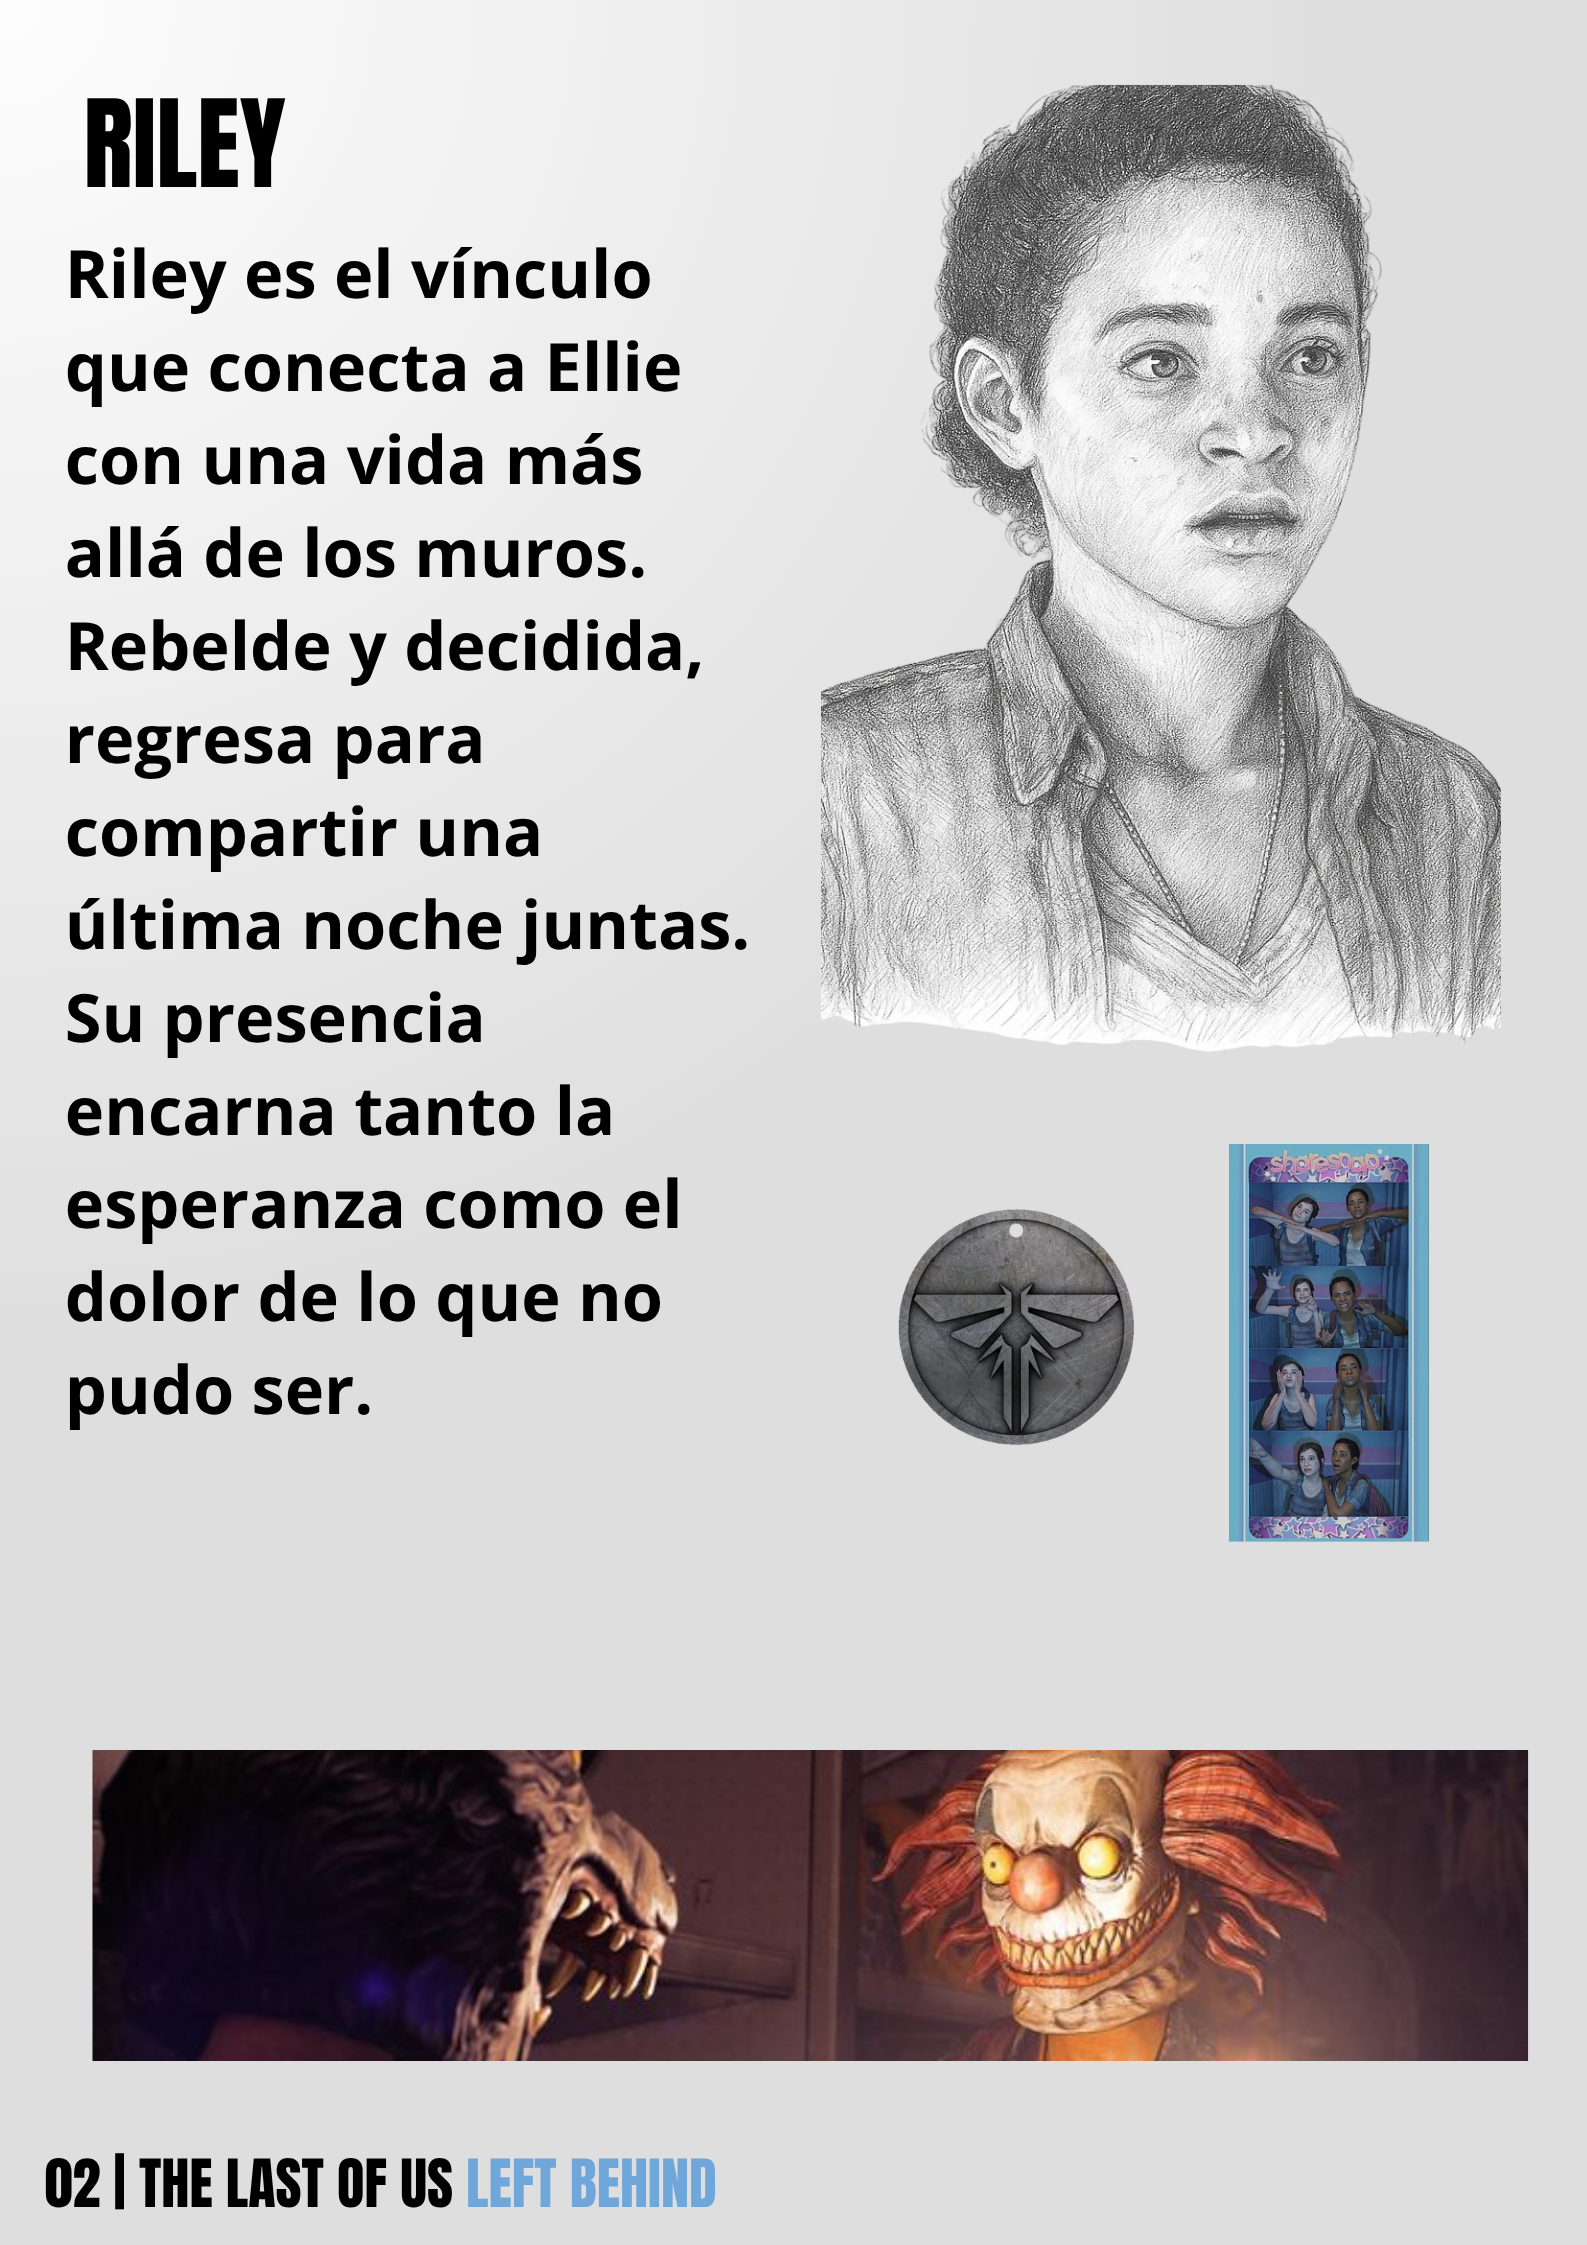 RILEY
Riley es el vínculo
que conecta a Ellie
con una vida más
allá de los muros.
Rebelde y decidida,
regresa para
compartir una
última noche juntas.
Su presencia
encarna tanto la
esperanza como el
dolor de lo que no
pudo ser.
sharesnap
02 | THE LAST OF US LEFT BEHIND